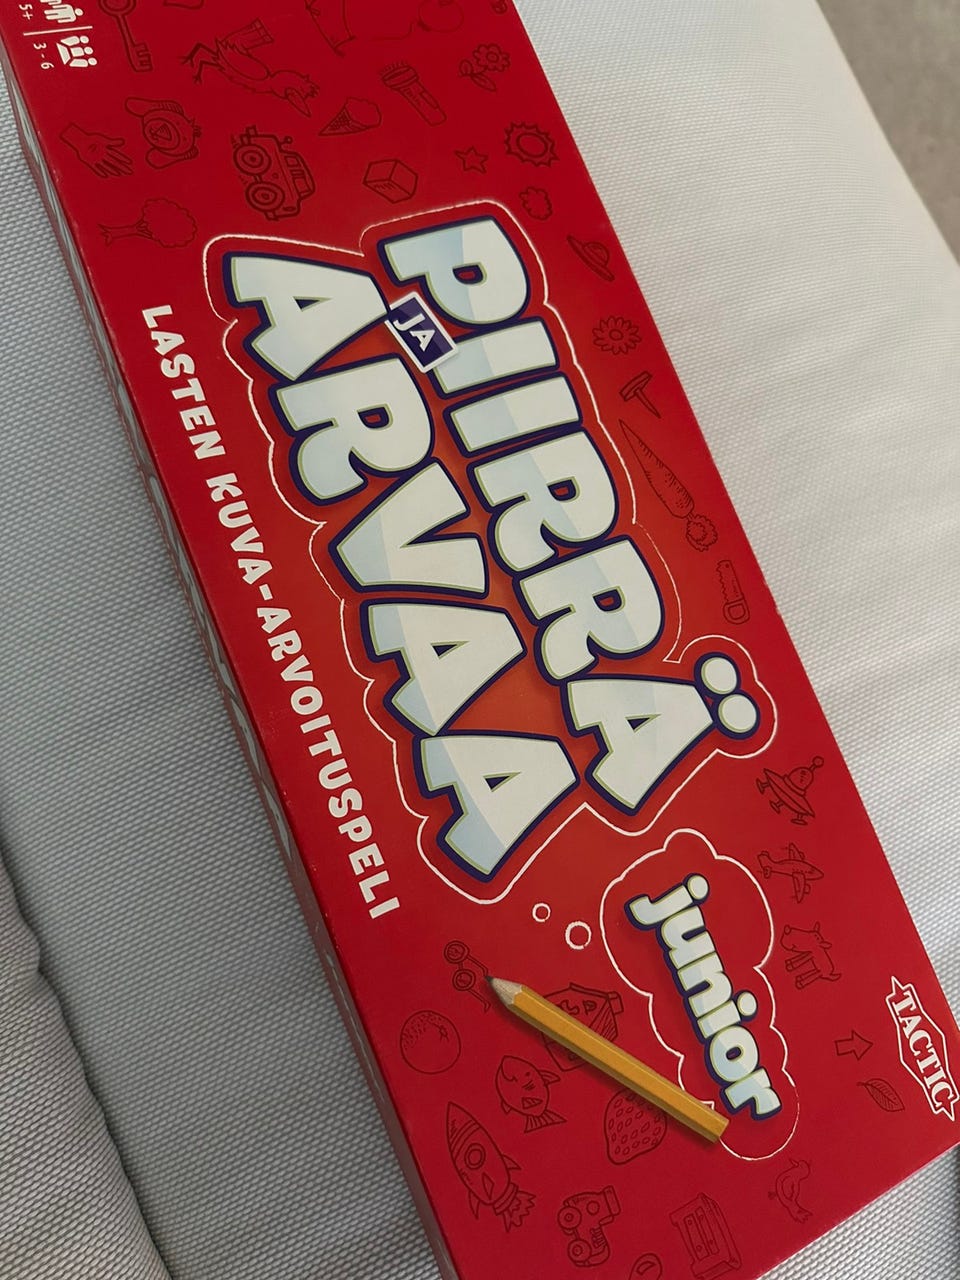 5+ | 3 - 6
PIIRRÄ
JA
ARVAA
junior
LASTEN KUVA-ARVOITUSPELI
TACTIC